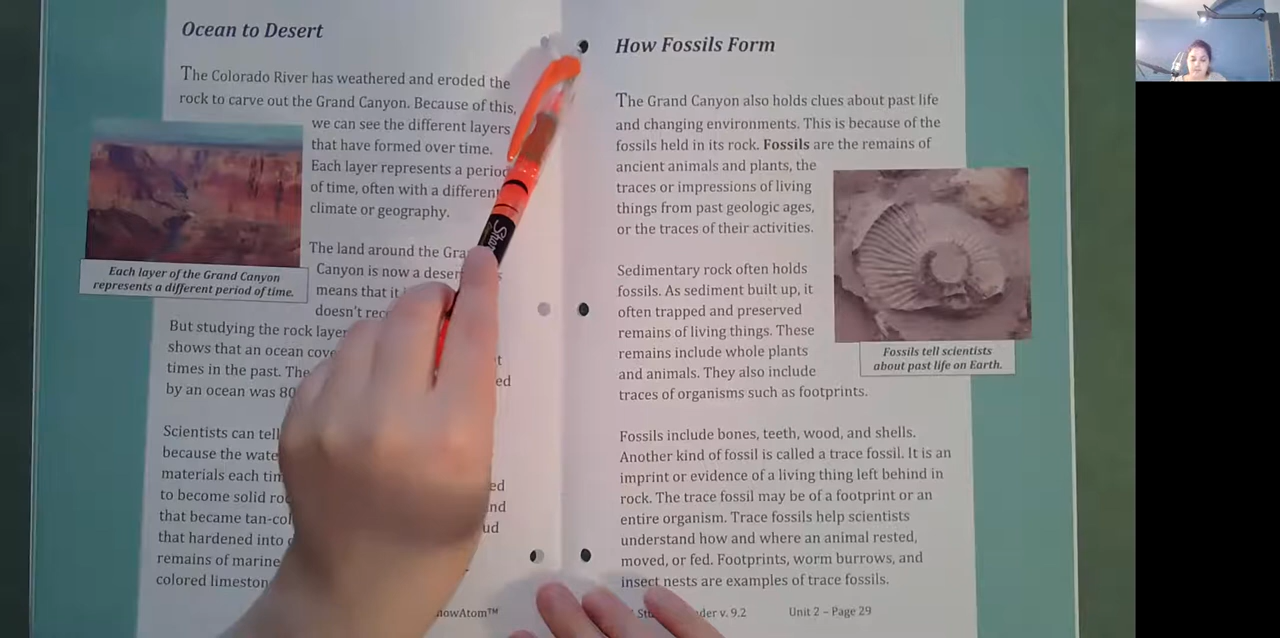 Ocean to Desert
The Colorado River has weathered and eroded the
rock to carve out the Grand Canyon. Because of this,
we can see the different layers
that have formed over time.
Each layer represents a
of time, often with a different
climate or geography.
Each layer of the Grand Canyon
represents a different period of time.
The land around the
Canyon is now a
means that it
doesn't
But studying the rock
shows that an ocean
times in the past. The
by an ocean was
Scientists can tell
because the
materials each
to become solid
that became
that hardened into
remains of marine
colored
How Fossils Form
The Grand Canyon also holds clues about past life
and changing environments. This is because of the
fossils held in its rock. Fossils are the remains of
ancient animals and plants, the
traces or impressions of living
things from past geologic ages,
or the traces of their activities.
Sedimentary rock often holds
fossils. As sediment built up, it
often trapped and preserved
remains of living things. These
remains include whole plants
and animals. They also include
traces of organisms such as footprints.
Fossils tell scientists
about past life on Earth.
Fossils include bones, teeth, wood, and shells.
Another kind of fossil is called a trace fossil. It is an
imprint or evidence of a living thing left behind in
rock. The trace fossil may be of a footprint or an
entire organism. Trace fossils help scientists
understand how and where an animal rested,
moved, or fed. Footprints, worm burrows, and
insect nests are examples of trace fossils.
v. 9.2 Unit 2 – Page 29